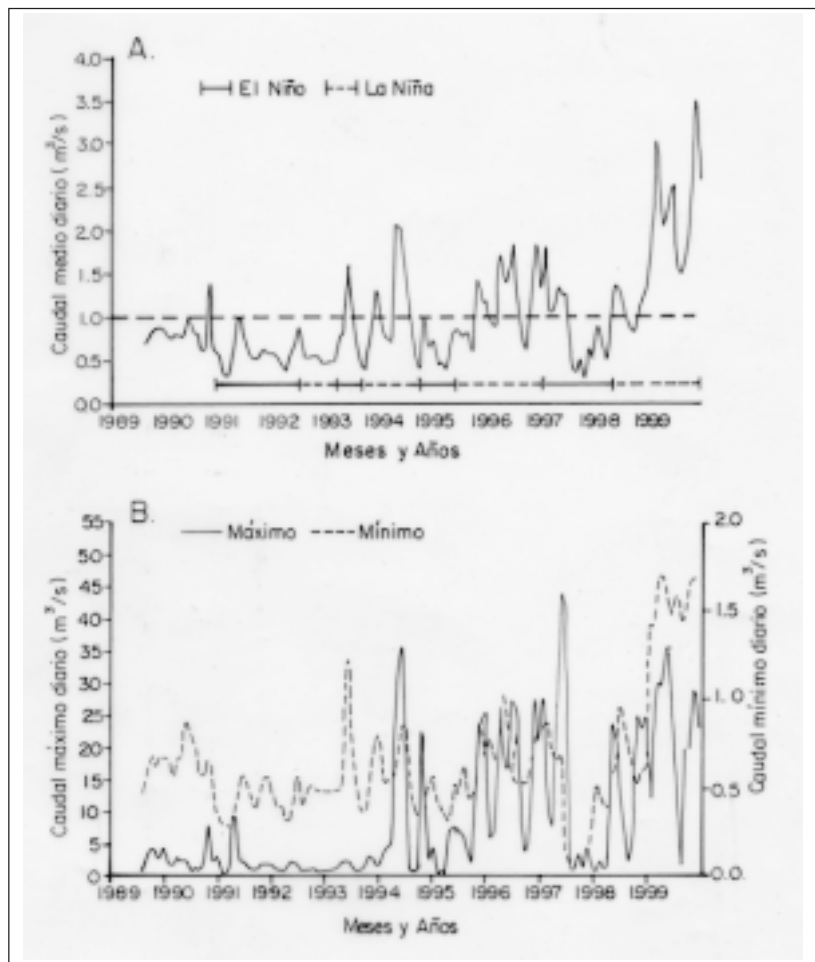 A.
4.0
3.5
3.0
2.5
2.0
1.5
1.0
0.5
0.0
Caudal medio diario (m³/s)
El Niño La Niña
1989 1990 1991 1992 1993 1994 1995 1996 1997 1998 1999
Meses y Años
B.
55
50
45
40
35
30
25
20
15
10
5
0
Caudal máximo diario (m³/s)
Máximo Mínimo
2.0
1.5
1.0
0.5
0.0
Caudal mínimo diario (m³/s)
1989 1990 1991 1992 1993 1994 1995 1996 1997 1998 1999
Meses y Años